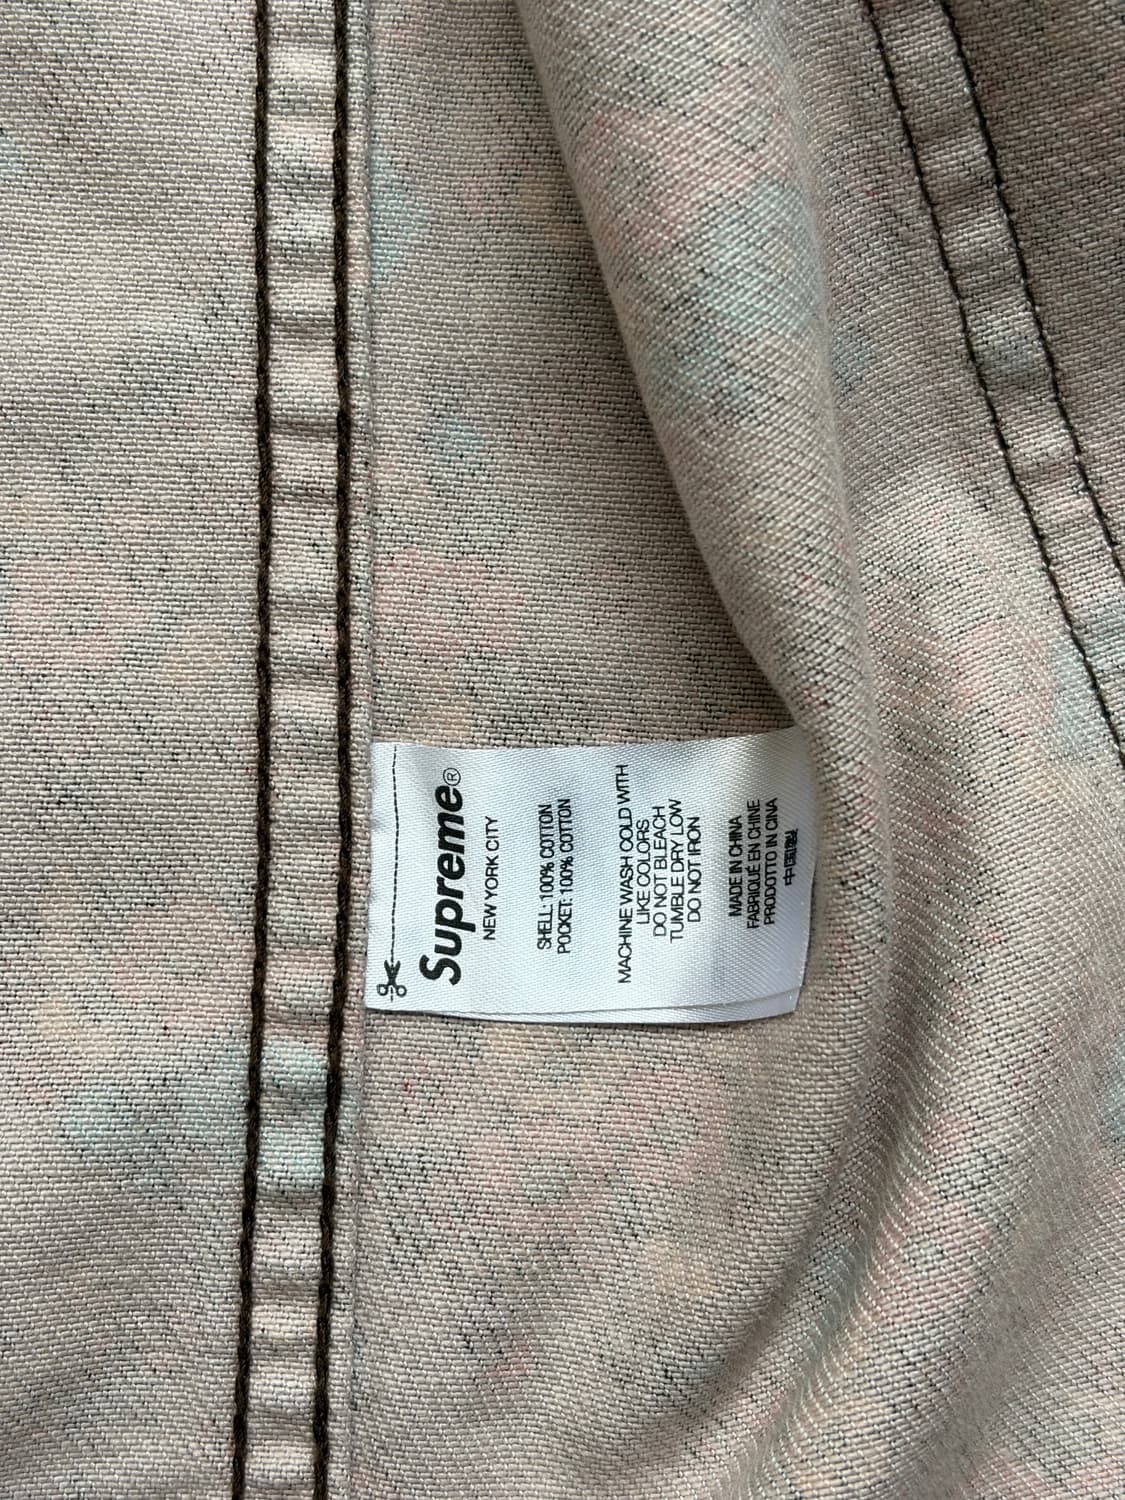 Supreme®
NEW YORK CITY
SHELL: 100% COTTON
POCKET: 100% COTTON
MACHINE WASH COLD WITH
LIKE COLORS
DO NOT BLEACH
TUMBLE DRY LOW
DO NOT IRON
MADE IN CHINA
FABRIQUÉ EN CHINE
PRODOTTO IN CINA
中国製